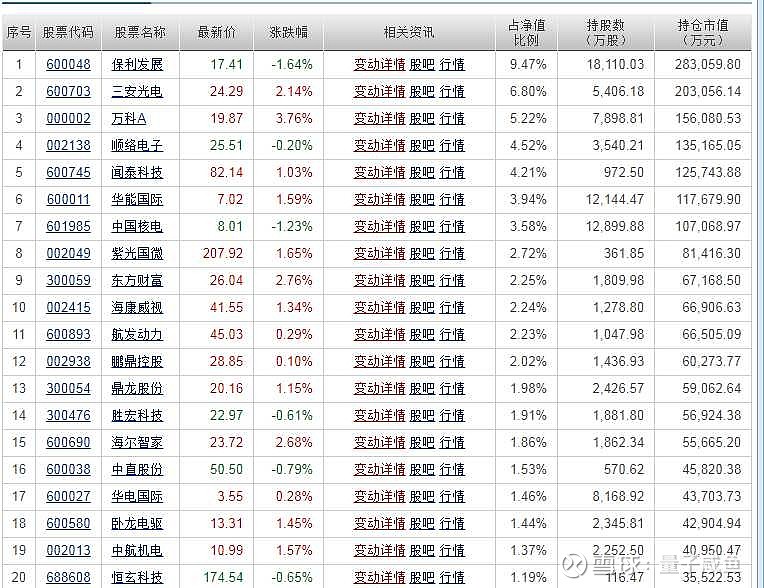 序号 股票代码 股票名称 最新价 涨跌幅 相关资讯 占净值比例 持股数（万股） 持仓市值（万元）
1 600048 保利发展 17.41 -1.64% 变动详情 股吧 行情 9.47% 18,110.03 283,059.80
2 600703 三安光电 24.29 2.14% 变动详情 股吧 行情 6.80% 5,406.18 203,056.14
3 000002 万科A 19.87 3.76% 变动详情 股吧 行情 5.22% 7,898.81 156,080.53
4 002138 顺络电子 25.51 -0.20% 变动详情 股吧 行情 4.52% 3,540.21 135,165.05
5 600745 闻泰科技 82.14 1.03% 变动详情 股吧 行情 4.21% 972.50 125,743.88
6 600011 华能国际 7.02 1.59% 变动详情 股吧 行情 3.94% 12,144.47 117,679.90
7 601985 中国核电 8.01 -1.23% 变动详情 股吧 行情 3.58% 12,899.88 107,068.97
8 002049 紫光国微 207.92 1.65% 变动详情 股吧 行情 2.72% 361.85 81,416.30
9 300059 东方财富 26.04 2.76% 变动详情 股吧 行情 2.25% 1,809.98 67,168.50
10 002415 海康威视 41.55 1.34% 变动详情 股吧 行情 2.24% 1,278.80 66,906.63
11 600893 航发动力 45.03 0.29% 变动详情 股吧 行情 2.23% 1,047.98 66,505.09
12 002938 鹏鼎控股 28.85 0.10% 变动详情 股吧 行情 2.02% 1,436.93 60,273.77
13 300054 鼎龙股份 20.16 1.15% 变动详情 股吧 行情 1.98% 2,426.57 59,062.64
14 300476 胜宏科技 22.97 -0.61% 变动详情 股吧 行情 1.91% 1,881.80 56,924.38
15 600690 海尔智家 23.72 2.68% 变动详情 股吧 行情 1.86% 1,862.34 55,665.20
16 600038 中直股份 50.50 -0.79% 变动详情 股吧 行情 1.53% 570.62 45,820.38
17 600027 华电国际 3.55 0.28% 变动详情 股吧 行情 1.46% 8,168.92 43,703.73
18 600580 卧龙电驱 13.31 1.45% 变动详情 股吧 行情 1.44% 2,345.81 42,904.94
19 002013 中航机电 10.99 1.57% 变动详情 股吧 行情 1.37% 2,252.50 40,950.47
20 688608 恒玄科技 174.54 -0.65% 变动详情 股吧 行情 1.19% 116.47 35,522.53
雪球：量子咸鱼